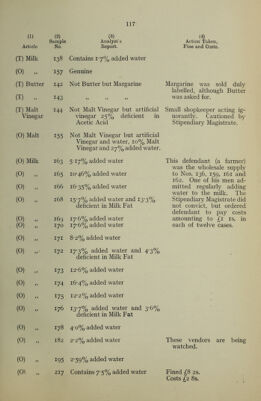 117
(1) (2) (3) (4)
Sample Analyst's Action Taken,
Article No. Report. Fine and Costs.
(T) Milk 138 Contains 1·7% added water
(O) ,, 157 Genuine
(T) Butter 142 Not Butter but Margarine Margarine was sold duly
labelled, although Butter
(T) ,, 143 ,, ,, ,, ,, was asked for.
(T) Malt 144 Not Malt Vinegar but artificial Small shopkeeper acting ig-
Vinegar vinegar 25% deficient in norantly. Cautioned by
Acetic Acid Stipendiary Magistrate.
(O) Malt 155 Not Malt Vinegar but artificial
Vinegar and water, 10% Malt
Vinegar and 27% added water.
(O) Milk 163 5·17% added water This defendant (a farmer)
was the wholesale supply
(O) ,, 165 10·46% added water to Nos. 136, 159, 161 and
162. One of his men ad-
(O) ,, 166 16·35% added water mitted regularly adding
water to the milk. The
(O) ,, 168 15·7% added water and 13·1% Stipendiary Magistrate did
deficient in Milk Fat not convict, but ordered
defendant to pay costs
(O) ,, 169 17·6% added water amounting to £1 1s. in
(O) ,, 170 17·6% added water each of twelve cases.
(O) ,, 171 8·2% added water
(O) ,, 172 17·3% added water and 4·3%
deficient in Milk Fat
(O) ,, 173 12·6% added water
(O) ,, 174 16·4% added water
(O) ,, 175 12·2% added water
(O) ,, 176 13·7% added water and 3·6%
deficient in Milk Fat
(O) ,, 178 4·0% added water
(O) ,, 182 2·2% added water These vendors are being
watched.
(O) ,, 195 2·59% added water
(O) ,, 227 Contains 7·5% added water Fined £8 2s.
Costs £2 8s.